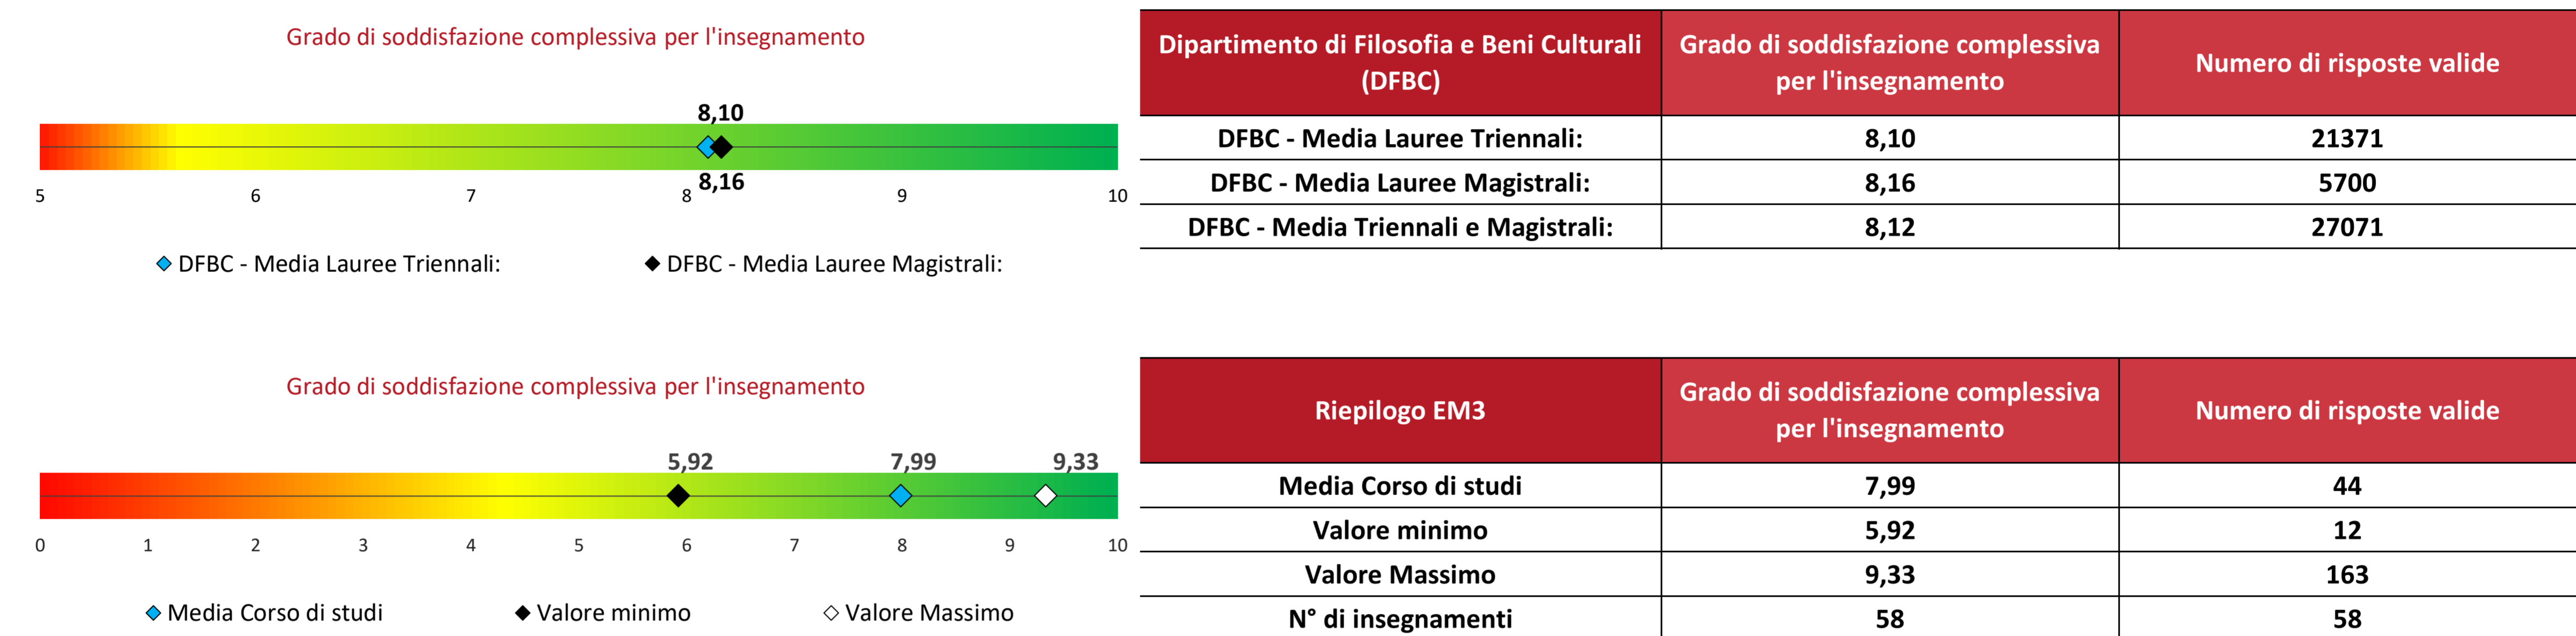 Grado di soddisfazione complessiva per l'insegnamento
8,10
8,16
5 6 7 8 9 10
DFBC - Media Lauree Triennali: DFBC - Media Lauree Magistrali:
Dipartimento di Filosofia e Beni Culturali
(DFBC)
Grado di soddisfazione complessiva
per l'insegnamento
Numero di risposte valide
DFBC - Media Lauree Triennali: 8,10 21371
DFBC - Media Lauree Magistrali: 8,16 5700
DFBC - Media Triennali e Magistrali: 8,12 27071
Grado di soddisfazione complessiva per l'insegnamento
5,92 7,99 9,33
0 1 2 3 4 5 6 7 8 9 10
Media Corso di studi Valore minimo Valore Massimo
Riepilogo EM3
Grado di soddisfazione complessiva
per l'insegnamento
Numero di risposte valide
Media Corso di studi 7,99 44
Valore minimo 5,92 12
Valore Massimo 9,33 163
N° di insegnamenti 58 58